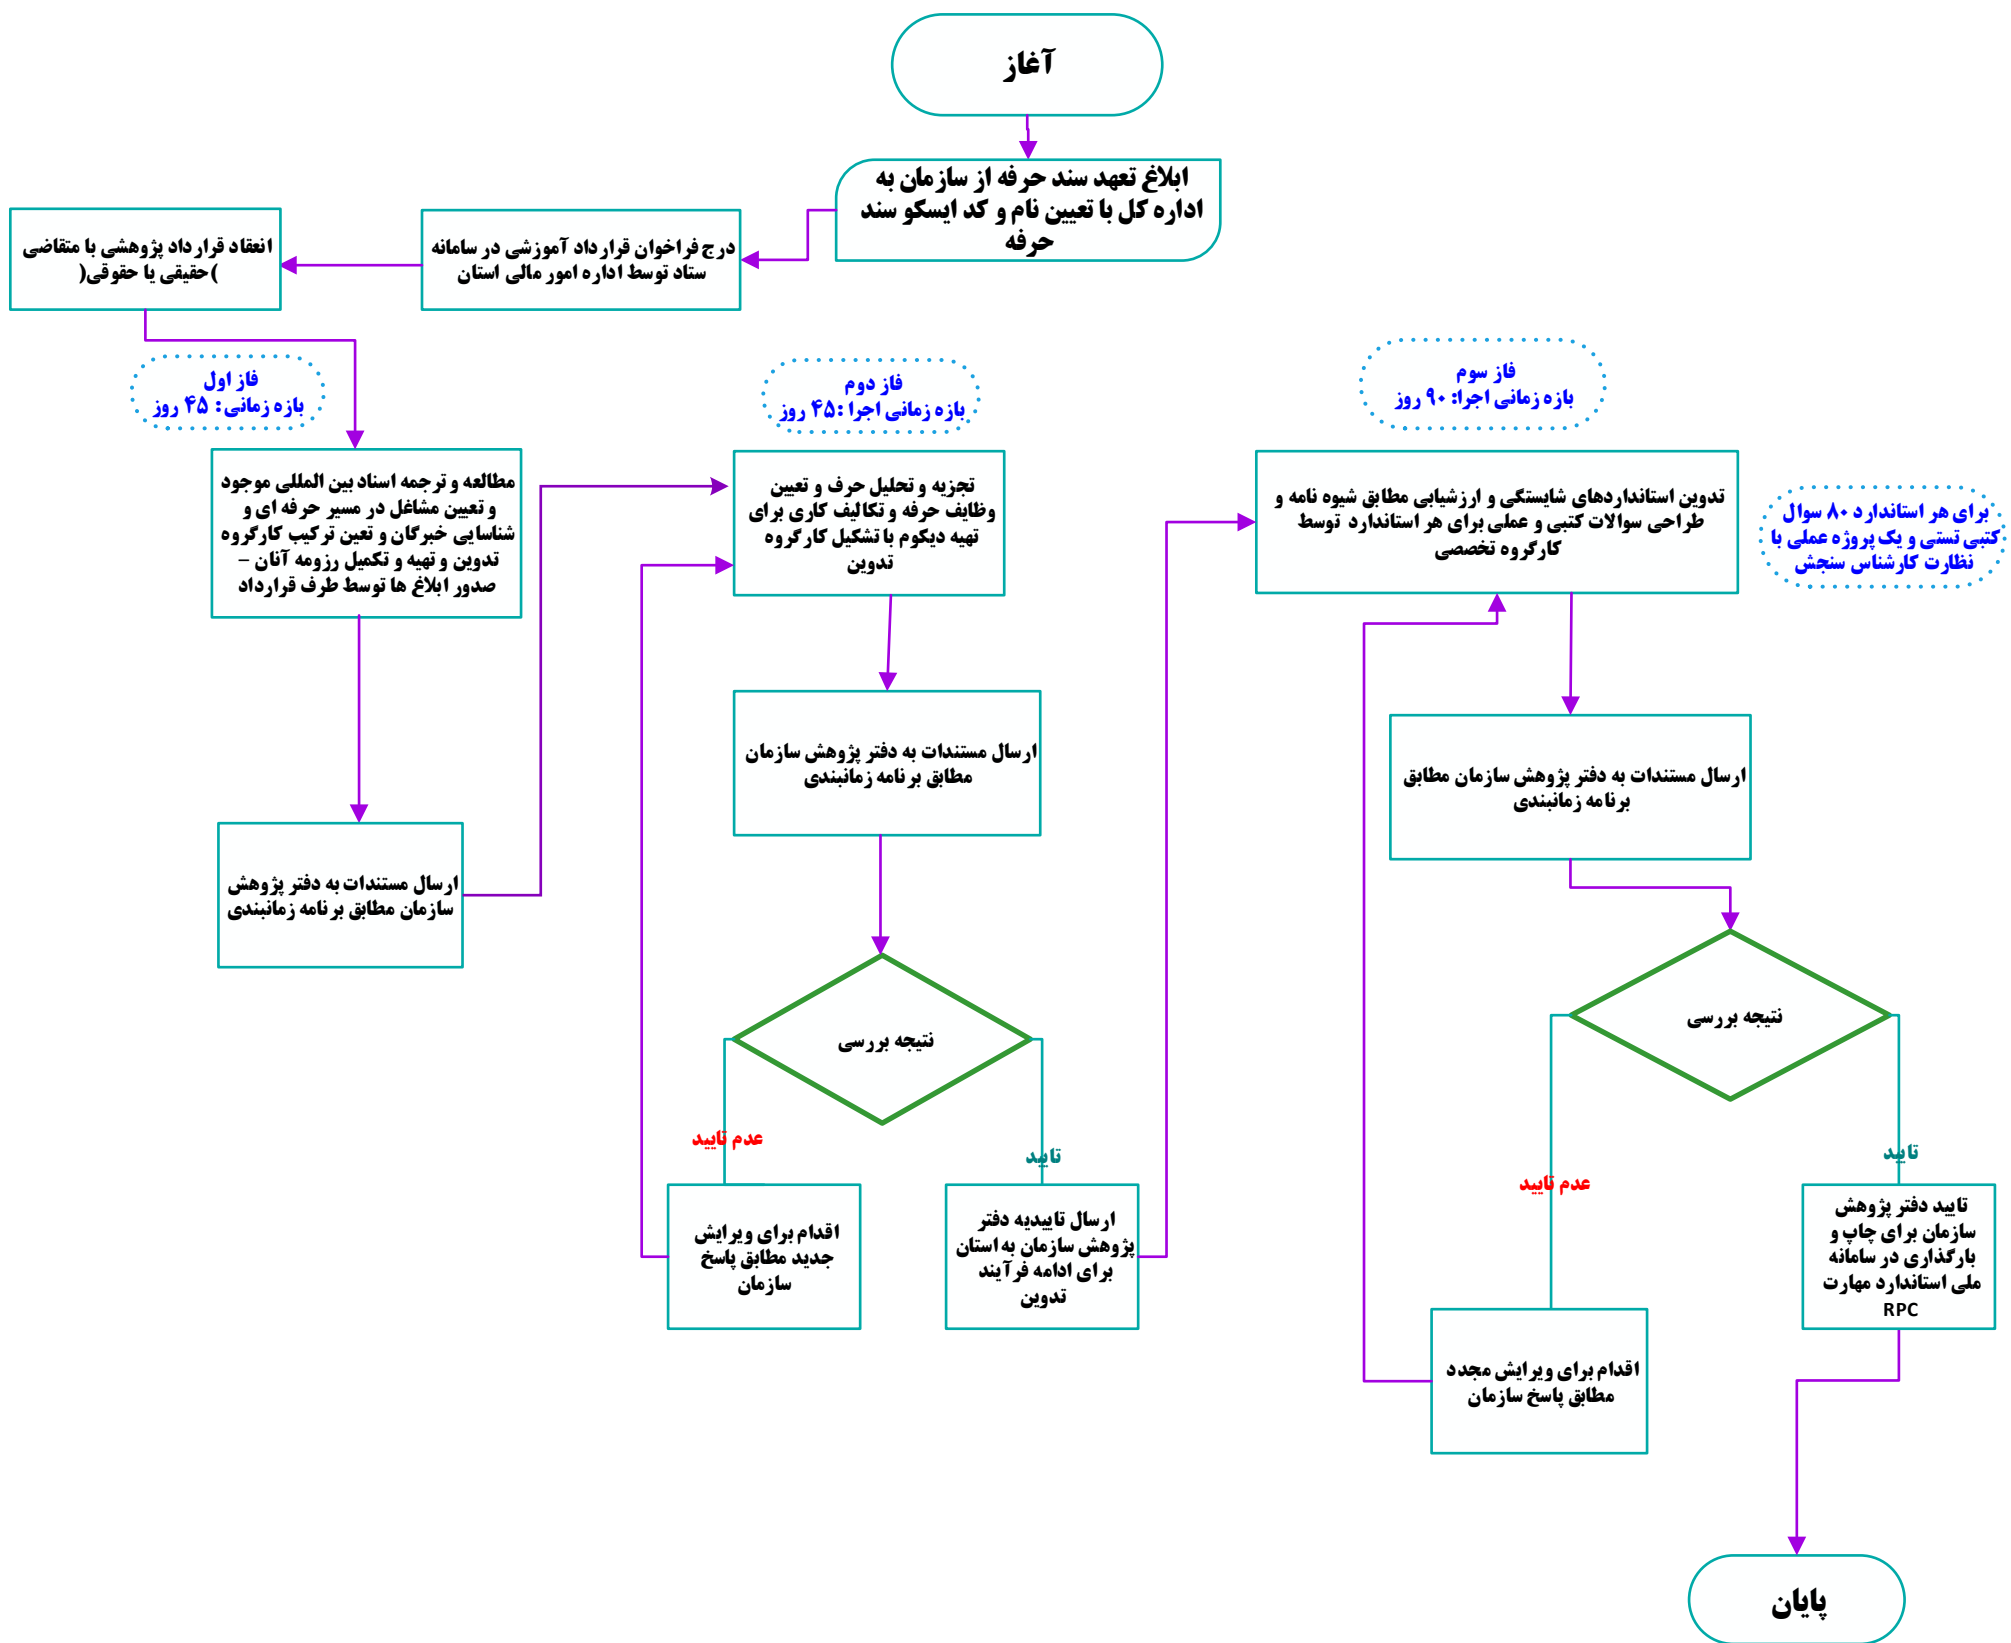 آغاز
ابلاغ تعهد سند حرفه از سازمان به
اداره کل با تعیین نام و کد ایسکو سند
حرفه
درج فراخوان قرارداد آموزشی در سامانه
ستاد توسط اداره امور مالی استان
انعقاد قرارداد پژوهشی با متقاضی
)حقیقی یا حقوقی(
فاز اول
بازه زمانی: ۴۵ روز
مطالعه و ترجمه اسناد بین المللی موجود
و تعیین مشاغل در مسیر حرفه ای و
شناسایی خبرگان و تعین ترکیب کارگروه
تدوین و تهیه و تکمیل رزومه آنان –
صدور ابلاغ ها توسط طرف قرارداد
ارسال مستندات به دفتر پژوهش
سازمان مطابق برنامه زمانبندی
فاز دوم
بازه زمانی اجرا :۴۵ روز
تجزیه و تحلیل حرف و تعیین
وظایف حرفه و تکالیف کاری برای
تهیه دیکوم با تشکیل کارگروه
تدوین
ارسال مستندات به دفتر پژوهش سازمان
مطابق برنامه زمانبندی
نتیجه بررسی
عدم تایید
تایید
اقدام برای ویرایش
جدید مطابق پاسخ
سازمان
ارسال تاییدیه دفتر
پژوهش سازمان به استان
برای ادامه فرآیند
تدوین
فاز سوم
بازه زمانی اجرا: ۹۰ روز
تدوین استانداردهای شایستگی و ارزشیابی مطابق شیوه نامه و
طراحی سوالات کتبی و عملی برای هر استاندارد توسط
کارگروه تخصصی
برای هر استاندارد ۸۰ سوال
کتبی تستی و یک پروژه عملی با
نظارت کارشناس سنجش
ارسال مستندات به دفتر پژوهش سازمان مطابق
برنامه زمانبندی
نتیجه بررسی
عدم تایید
تایید
اقدام برای ویرایش مجدد
مطابق پاسخ سازمان
تایید دفتر پژوهش
سازمان برای چاپ و
بارگذاری در سامانه
ملی استاندارد مهارت
RPC
پایان